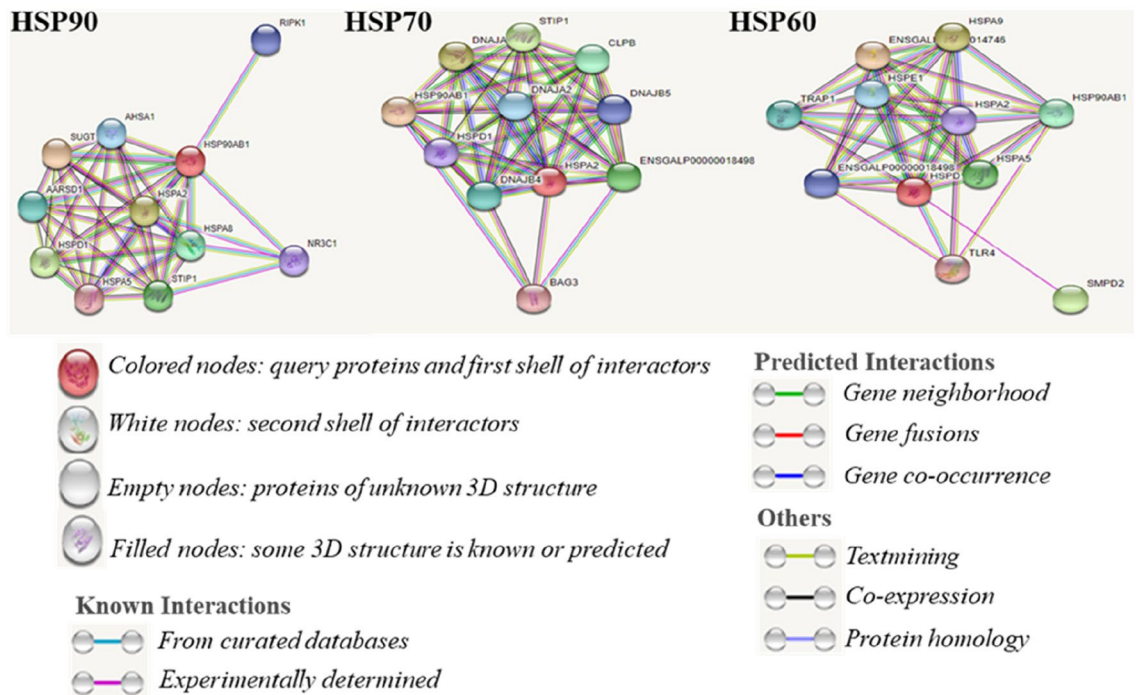 HSP90
RIPK1
AHSA1
SUGT
HSP90AB1
AARSD1
HSPA2
HSPA8
HSPD1
NR3C1
HSPA5
STIP1
HSP70
STIP1
DNAJA
CLPB
DNAJA2
HSP90AB1
DNAJB5
HSPD1
ENSGALP00000018498
HSPA2
DNAJB4
BAG3
HSP60
HSPA9
ENSGAL 014746
HSPE1
TRAP1
HSP90AB1
HSPA2
HSPA5
ENSGALP00000018498
HSPD
TLR4
SMPD2
Colored nodes: query proteins and first shell of interactors
White nodes: second shell of interactors
Empty nodes: proteins of unknown 3D structure
Filled nodes: some 3D structure is known or predicted
Known Interactions
From curated databases
Experimentally determined
Predicted Interactions
Gene neighborhood
Gene fusions
Gene co-occurrence
Others
Textmining
Co-expression
Protein homology